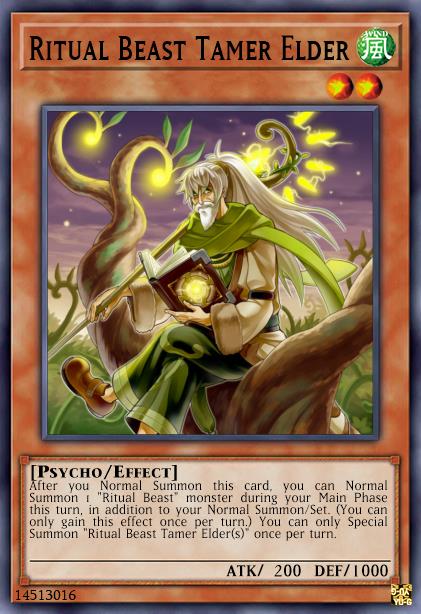 Ritual Beast Tamer Elder
WIND
風
[Psycho/Effect]
After you Normal Summon this card, you can Normal
Summon 1 "Ritual Beast" monster during your Main Phase
this turn, in addition to your Normal Summon/Set. (You can
only gain this effect once per turn.) You can only Special
Summon "Ritual Beast Tamer Elder(s)" once per turn.
ATK/ 200 DEF/1000
14513016